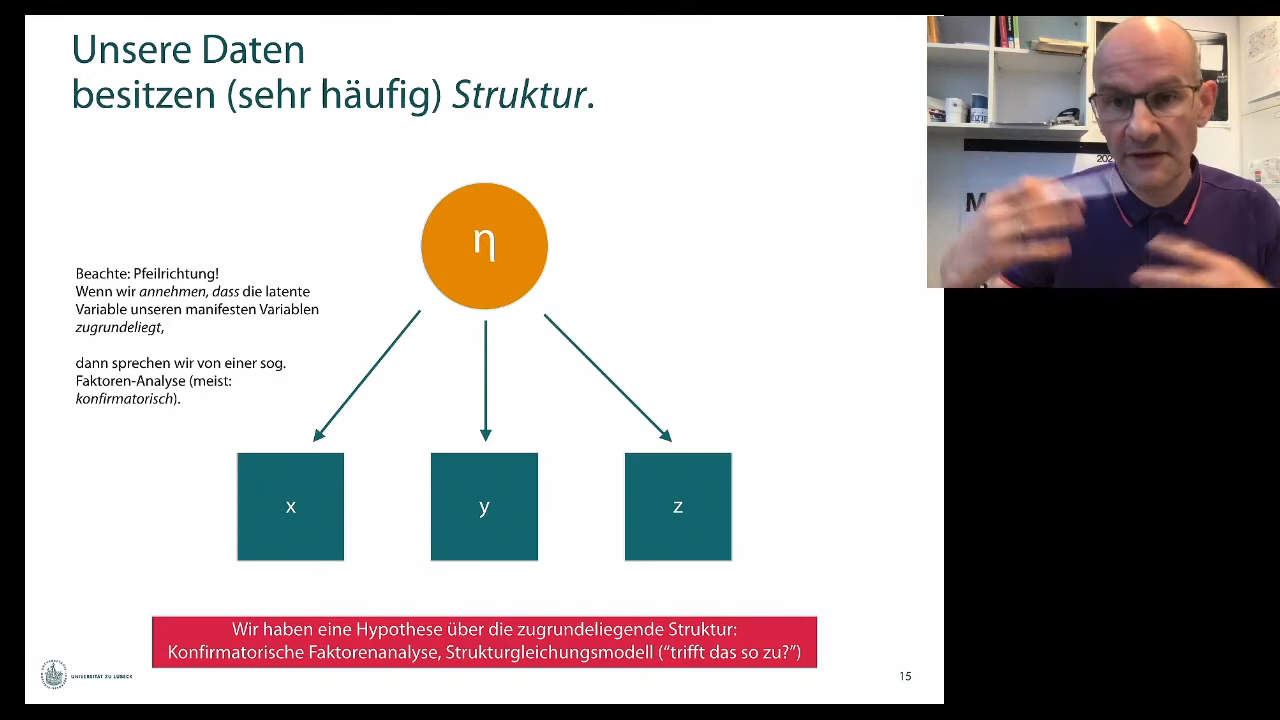 Unsere Daten
besitzen (sehr häufig) Struktur.
η
Beachte: Pfeilrichtung!
Wenn wir annehmen, dass die latente
Variable unseren manifesten Variablen
zugrundeliegt,
dann sprechen wir von einer sog.
Faktoren-Analyse (meist:
konfirmatorisch).
x
y
z
Wir haben eine Hypothese über die zugrundeliegende Struktur:
Konfirmatorische Faktorenanalyse, Strukturgleichungsmodell (“trifft das so zu?”)
UNIVERSITÄT ZU LÜBECK
15